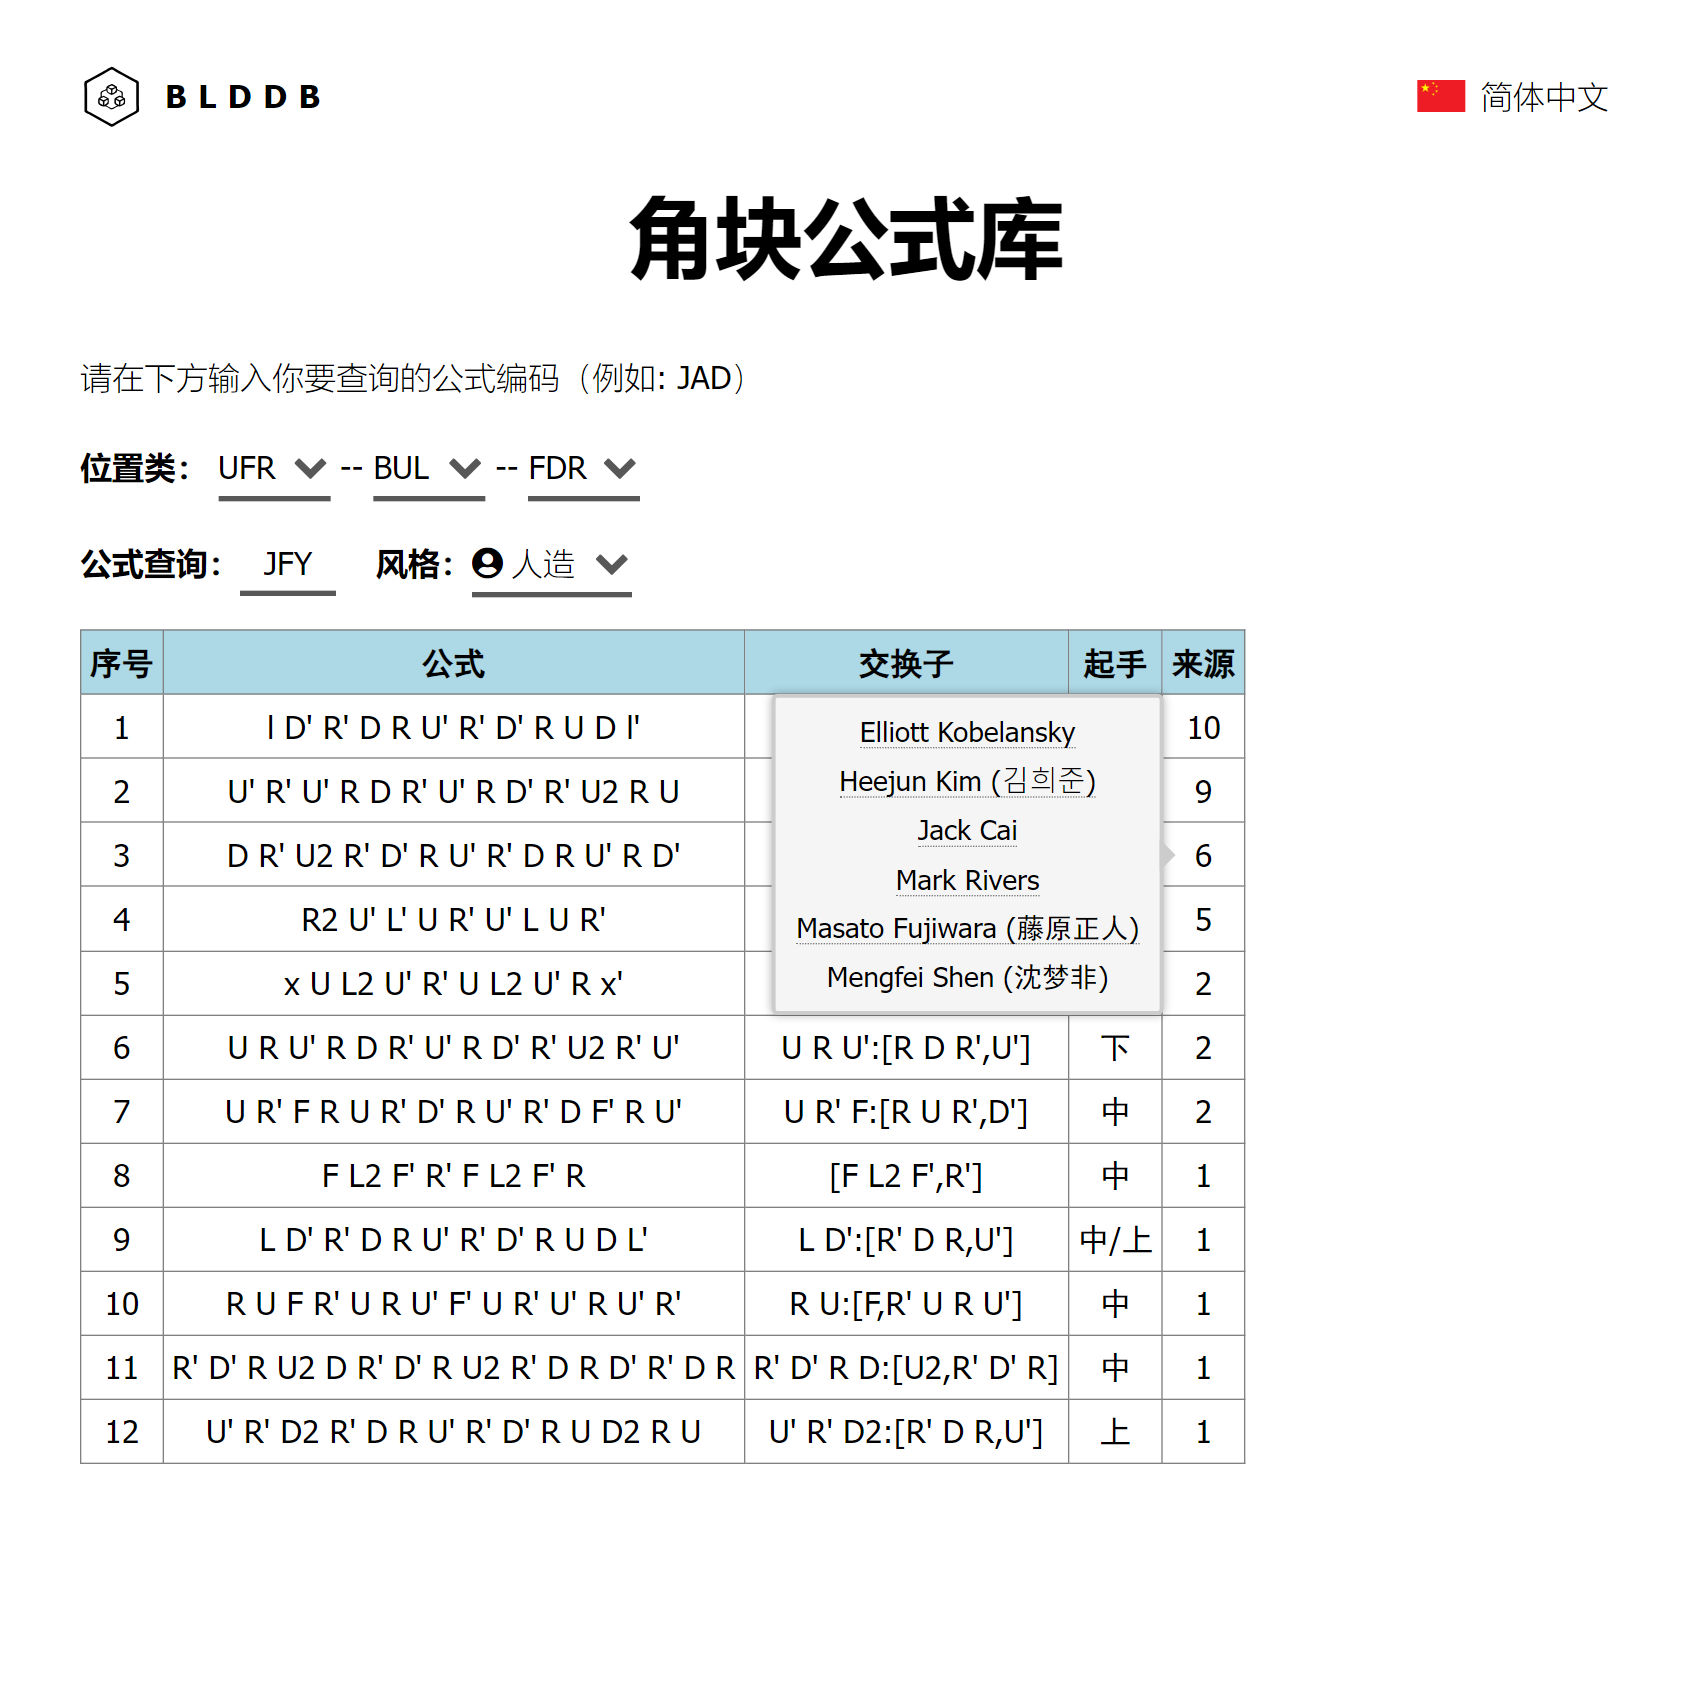 BLDDB
简体中文
角块公式库
请在下方输入你要查询的公式编码（例如: JAD）
位置类： UFR -- BUL -- FDR
公式查询： JFY 风格： 人造
序号 公式 交换子 起手 来源
1 l D' R' D R U' R' D' R U D l' 10
2 U' R' U' R D R' U' R D' R' U2 R U 9
3 D R' U2 R' D' R U' R' D R U' R D' 6
4 R2 U' L' U R' U' L U R' 5
5 x U L2 U' R' U L2 U' R x' 2
Elliott Kobelansky
Heejun Kim (김희준)
Jack Cai
Mark Rivers
Masato Fujiwara (藤原正人)
Mengfei Shen (沈梦非)
6 U R U' R D R' U' R D' R' U2 R' U' U R U':[R D R',U'] 下 2
7 U R' F R U R' D' R U' R' D F' R U' U R' F:[R U R',D'] 中 2
8 F L2 F' R' F L2 F' R [F L2 F',R'] 中 1
9 L D' R' D R U' R' D' R U D L' L D':[R' D R,U'] 中/上 1
10 R U F R' U R U' F' U R' U' R U' R' R U:[F,R' U R U'] 中 1
11 R' D' R U2 D R' D' R U2 R' D R D' R' D R R' D' R D:[U2,R' D' R] 中 1
12 U' R' D2 R' D R U' R' D' R U D2 R U U' R' D2:[R' D R,U'] 上 1